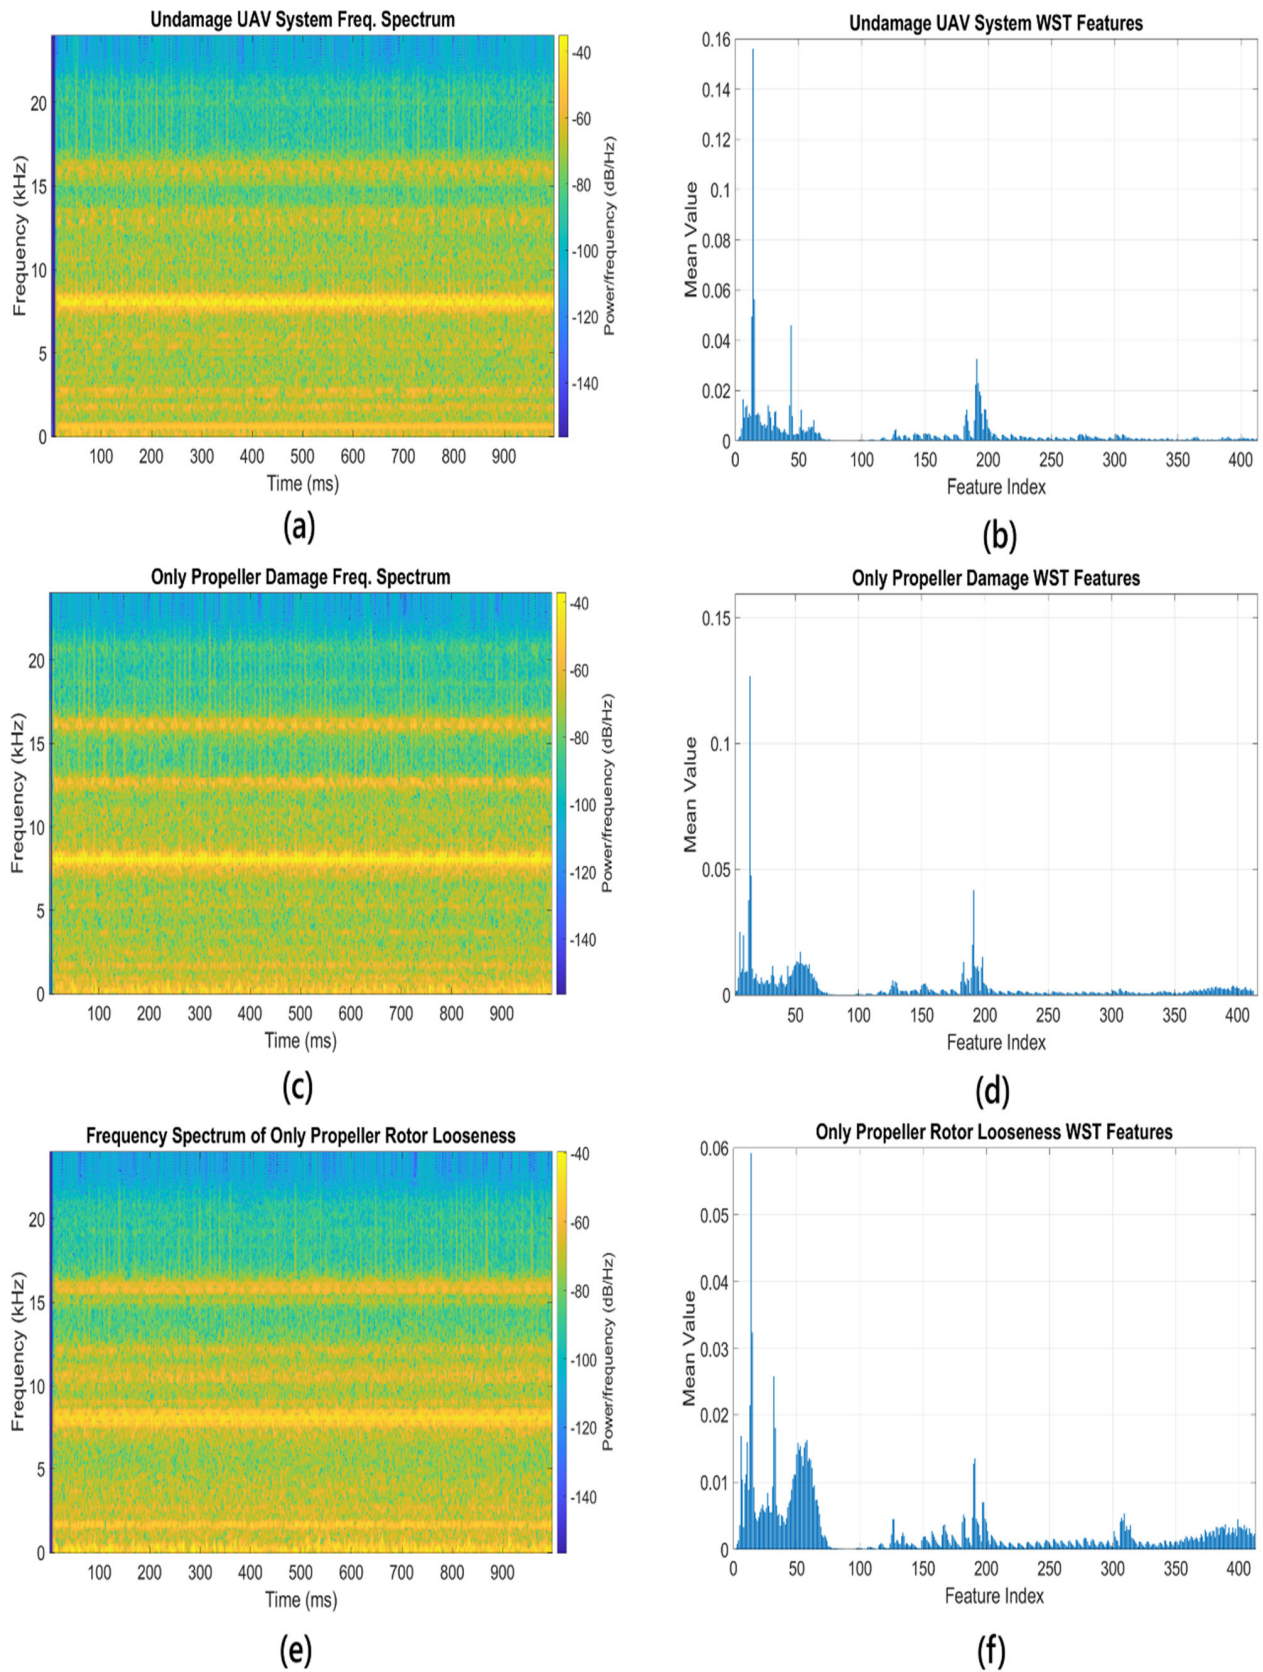 Undamage UAV System Freq. Spectrum
Frequency (kHz)
20
15
10
5
0
100 200 300 400 500 600 700 800 900
Time (ms)
-40
-60
-80
-100
-120
-140
Power/frequency (dB/Hz)
(a)
Undamage UAV System WST Features
Mean Value
0.16
0.14
0.12
0.1
0.08
0.06
0.04
0.02
0
0 50 100 150 200 250 300 350 400
Feature Index
(b)
Only Propeller Damage Freq. Spectrum
Frequency (kHz)
20
15
10
5
0
100 200 300 400 500 600 700 800 900
Time (ms)
-40
-60
-80
-100
-120
-140
Power/frequency (dB/Hz)
(c)
Only Propeller Damage WST Features
Mean Value
0.15
0.1
0.05
0
50 100 150 200 250 300 350 400
Feature Index
(d)
Frequency Spectrum of Only Propeller Rotor Looseness
Frequency (kHz)
20
15
10
5
0
100 200 300 400 500 600 700 800 900
Time (ms)
-40
-60
-80
-100
-120
-140
Power/frequency (dB/Hz)
(e)
Only Propeller Rotor Looseness WST Features
Mean Value
0.06
0.05
0.04
0.03
0.02
0.01
0
0 50 100 150 200 250 300 350 400
Feature Index
(f)